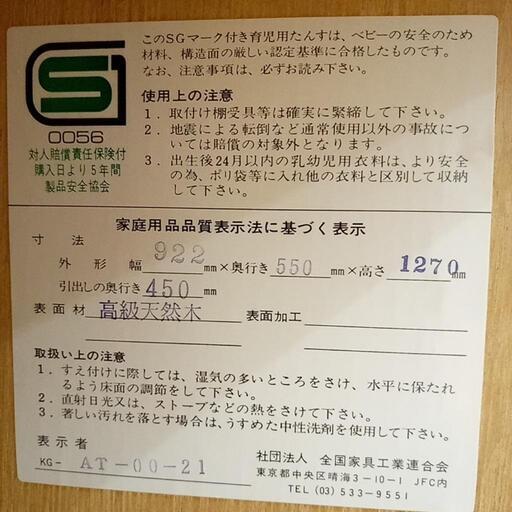 このSGマーク付き育児用たんすは、ベビーの安全のため
材料、構造面の厳しい認定基準に合格したものです。
なお、注意事項は、必ずお読み下さい。
SG
0056
対人賠償責任保険付
購入日より5年間
製品安全協会
使用上の注意
1. 取付け棚受具等は確実に緊締して下さい。
2. 地震による転倒など通常使用以外の事故につ
いては賠償の対象外となります。
3. 出生後24月以内の乳幼児用衣料は、より安全
の為、ポリ袋等に入れ他の衣料と区別して収納
して下さい。
家庭用品品質表示法に基づく表示
寸法
外形 幅 922 mm×奥行き 550 mm×高さ 1270 mm
引出しの奥行き 450 mm
表面材 高級天然木 表面加工
取扱い上の注意
1. すえ付けに際しては、湿気の多いところをさけ、水平に保たれ
るよう床面の調節をして下さい。
2. 直射日光又は、ストーブなどの熱をさけて下さい。
3. 著しい汚れを落とす場合は、うすめた中性洗剤を使用して下さい。
表示者
KG- AT-00-21
社団法人 全国家具工業連合会
東京都中央区晴海3-10-1 JFC内
TEL (03) 533-9551